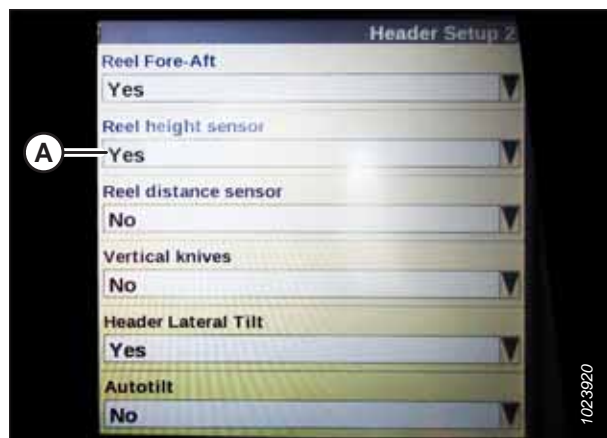 Header Setup 2
Reel Fore-Aft
Yes
Reel height sensor
A
Yes
Reel distance sensor
No
Vertical knives
No
Header Lateral Tilt
Yes
Autotilt
No
1023920